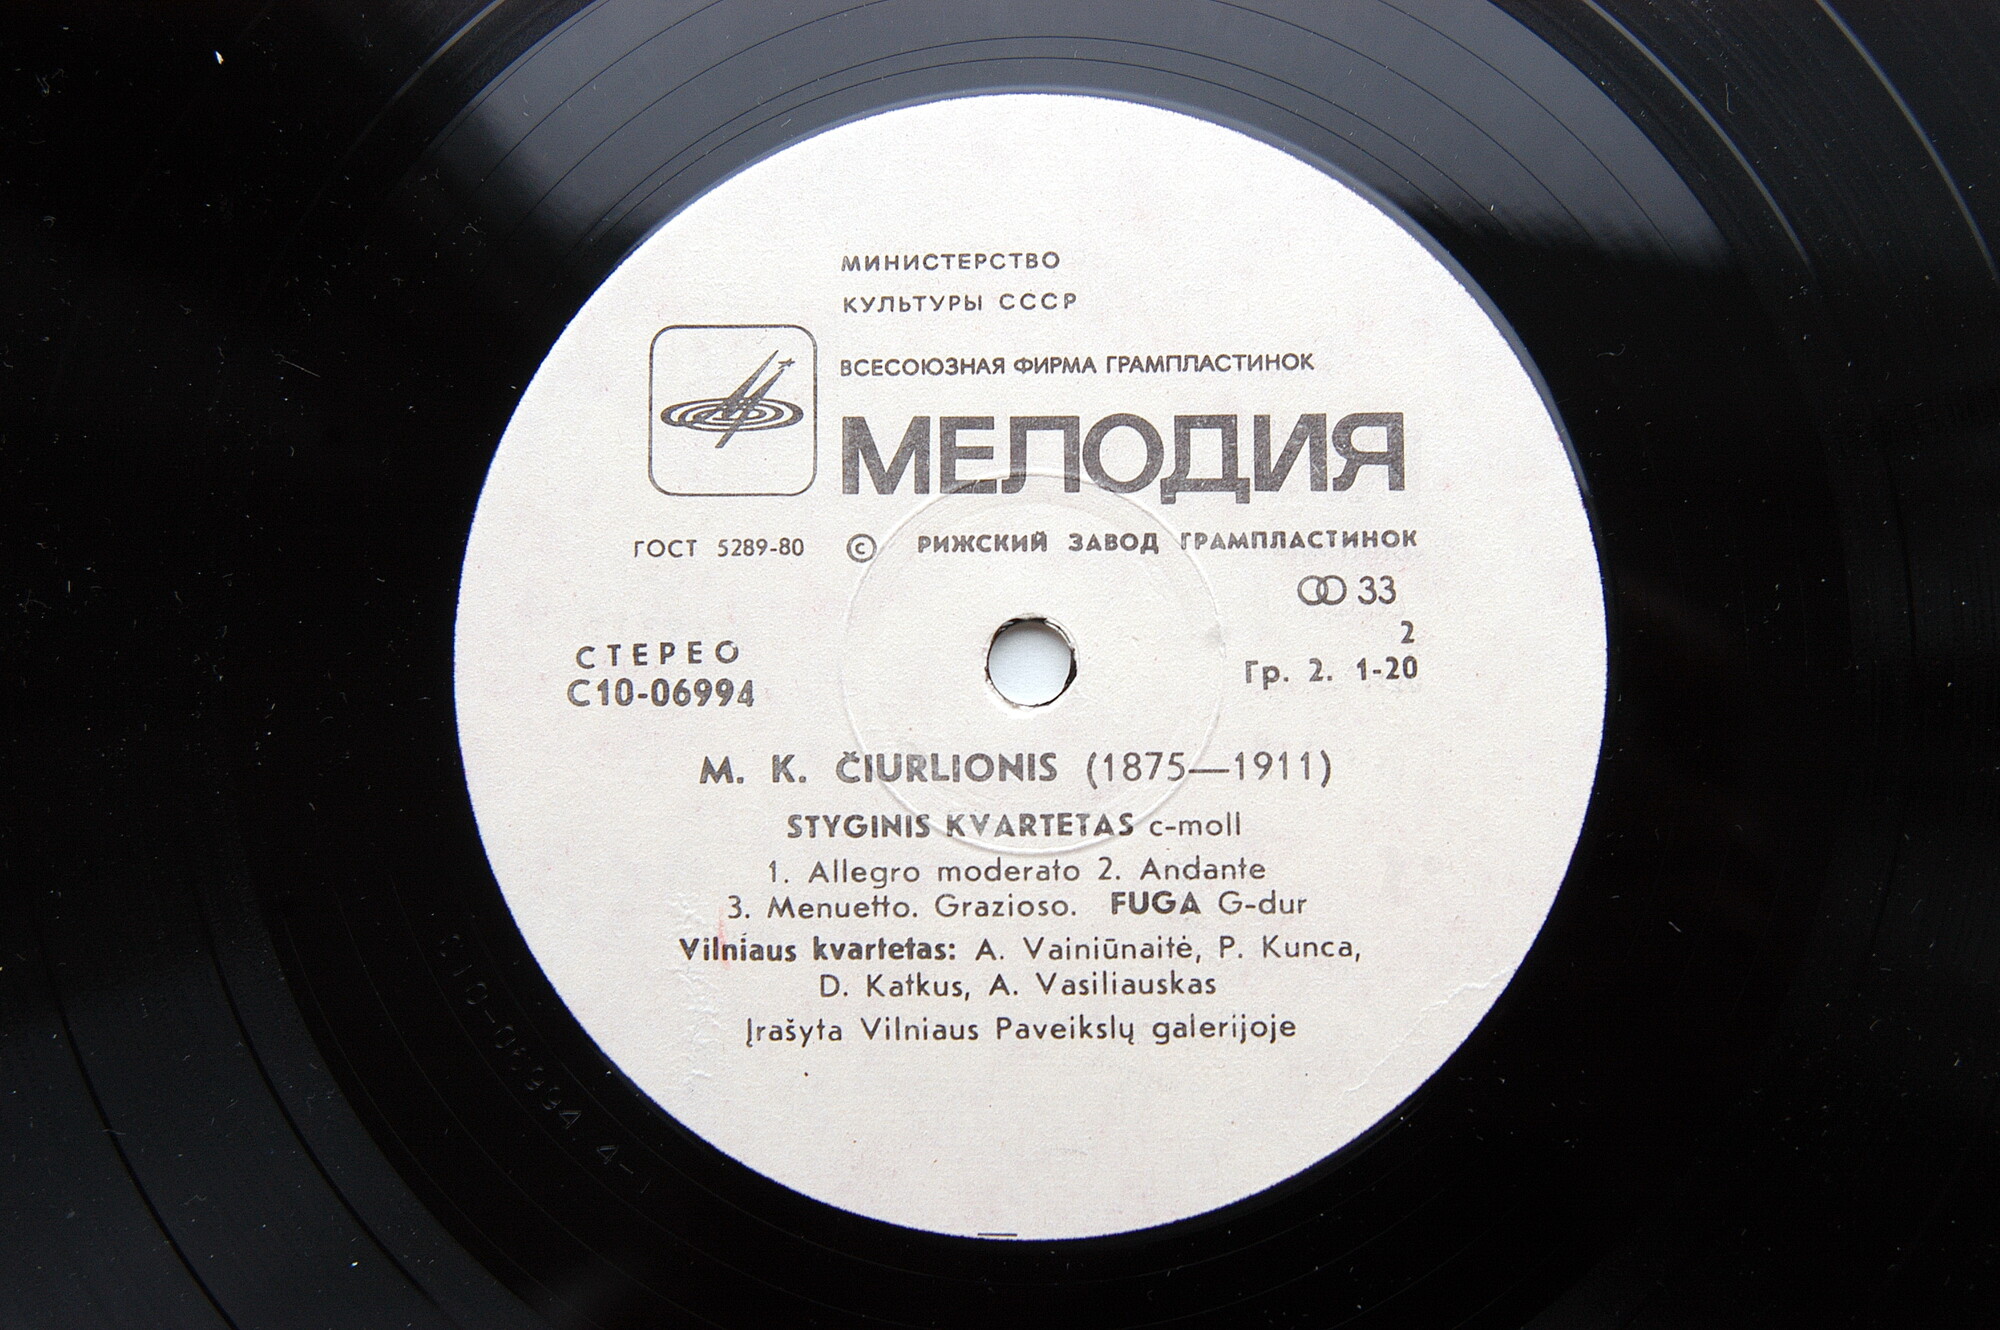 МИНИСТЕРСТВО
КУЛЬТУРЫ СССР
ВСЕСОЮЗНАЯ ФИРМА ГРАМПЛАСТИНОК
МЕЛОДИЯ
ГОСТ 5289-80 © РИЖСКИЙ ЗАВОД ГРАМПЛАСТИНОК
33
2
СТЕРЕО
Гр. 2. 1-20
С10-06994
M. K. ČIURLIONIS (1875—1911)
STYGINIS KVARTETAS c-moll
1. Allegro moderato 2. Andante
3. Menuetto. Grazioso. FUGA G-dur
Vilniaus kvartetas: A. Vainiūnaitė, P. Kunca,
D. Katkus, A. Vasiliauskas
Įrašyta Vilniaus Paveikslų galerijoje